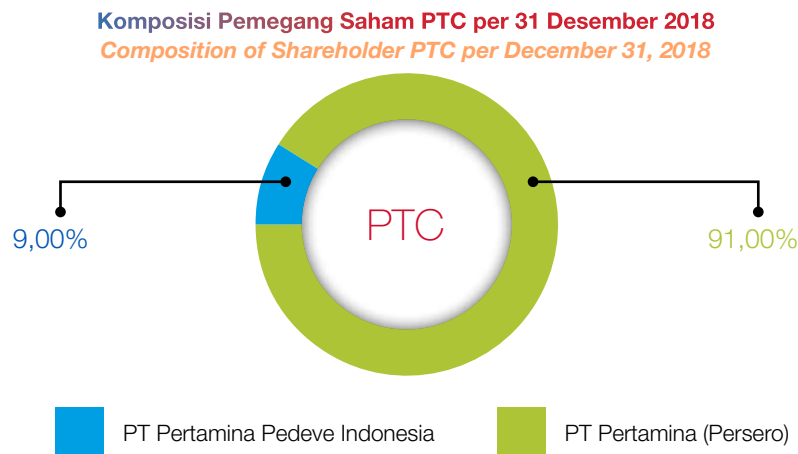 Komposisi Pemegang Saham PTC per 31 Desember 2018
Composition of Shareholder PTC per December 31, 2018
PTC
9,00%
91,00%
PT Pertamina Pedeve Indonesia
PT Pertamina (Persero)